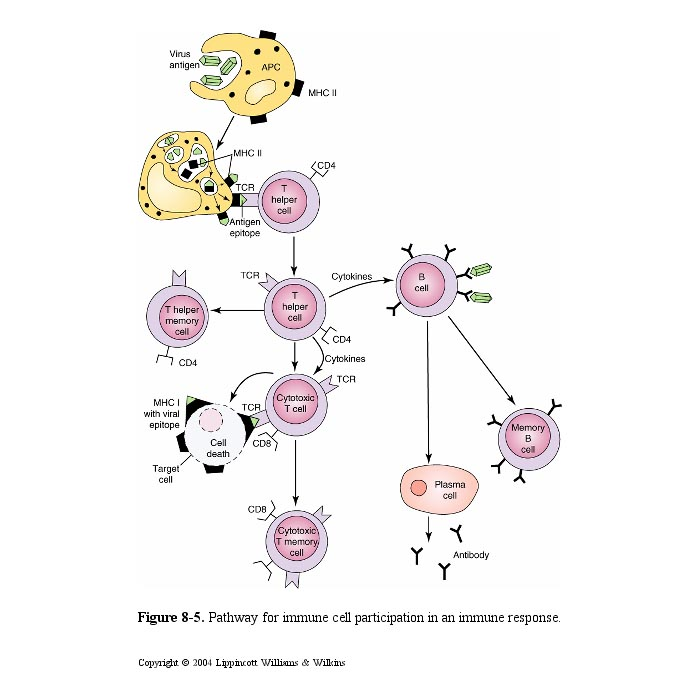 Virus
antigen
APC
MHC II
MHC II
CD4
TCR
T
helper
cell
Antigen
epitope
TCR
Cytokines
B
cell
T helper
memory
cell
T
helper
cell
CD4
CD4
Cytokines
TCR
MHC I
with viral
epitope
TCR
Cytotoxic
T cell
CD8
Cell
death
Target
cell
Memory
B
cell
Plasma
cell
CD8
Cytotoxic
T memory
cell
Antibody
Figure 8-5. Pathway for immune cell participation in an immune response.
Copyright © 2004 Lippincott Williams & Wilkins